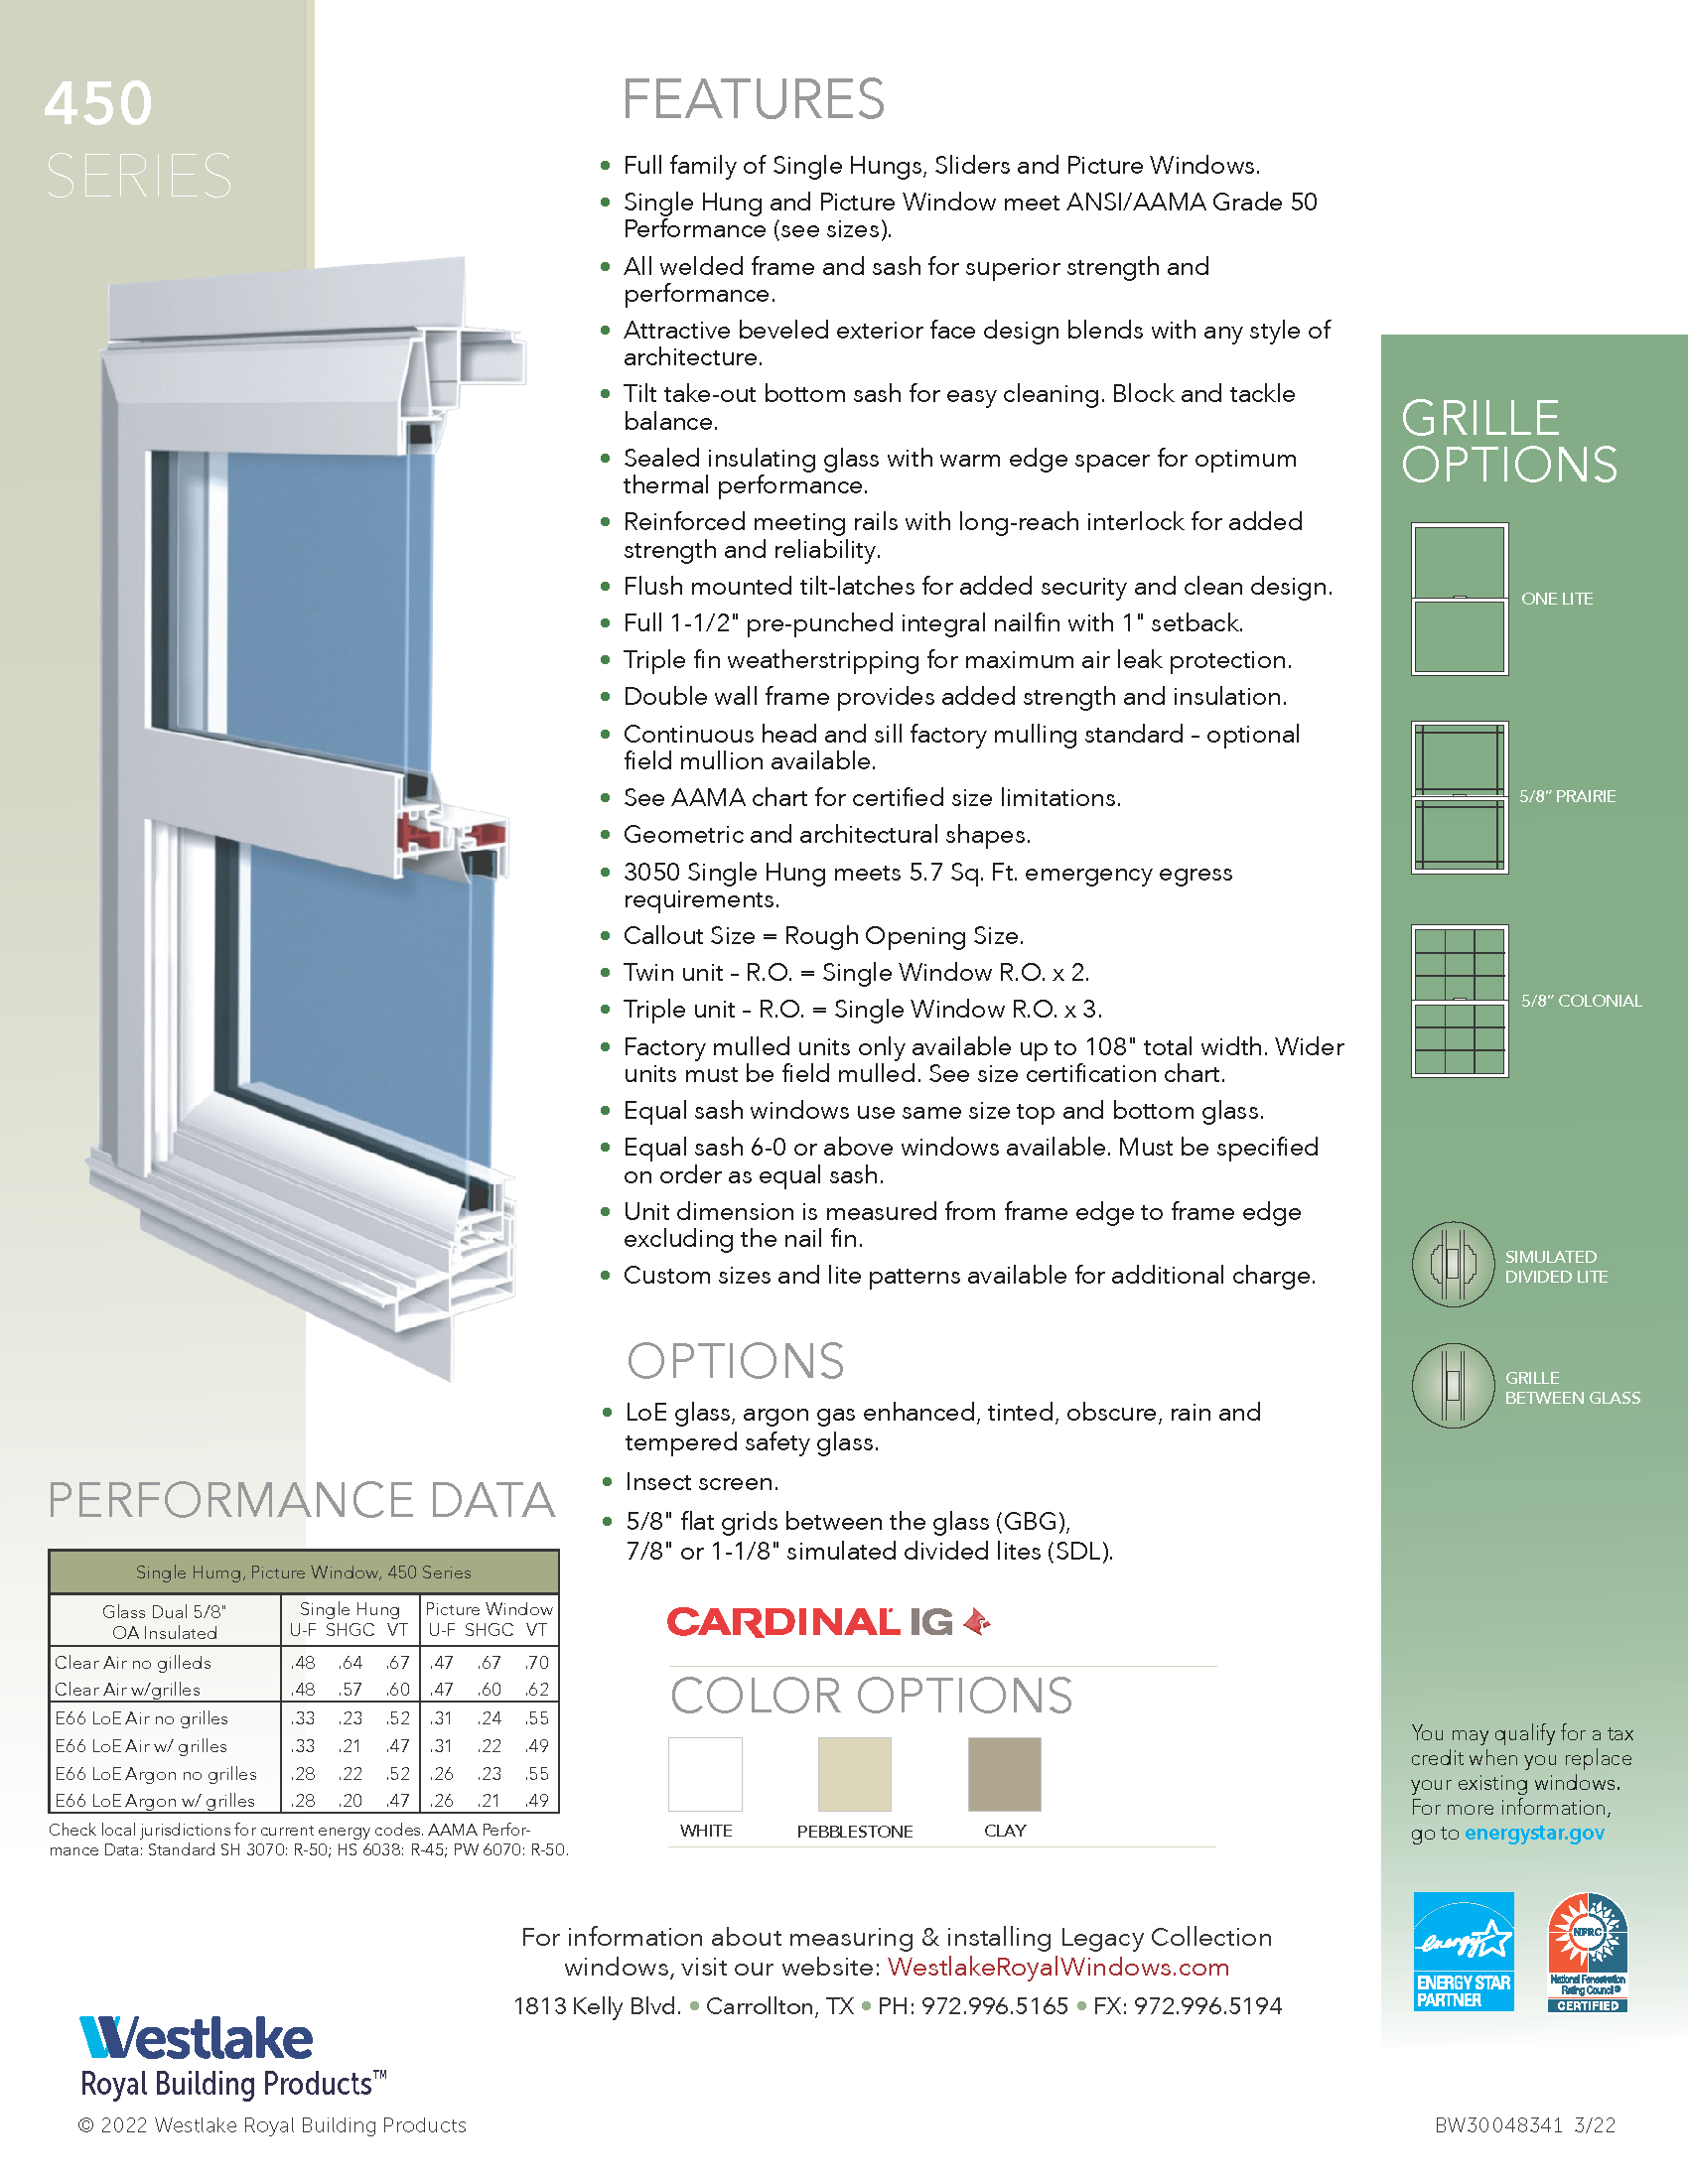 450
SERIES
FEATURES
• Full family of Single Hungs, Sliders and Picture Windows.
• Single Hung and Picture Window meet ANSI/AAMA Grade 50
Performance (see sizes).
• All welded frame and sash for superior strength and
performance.
• Attractive beveled exterior face design blends with any style of
architecture.
• Tilt take-out bottom sash for easy cleaning. Block and tackle
balance.
• Sealed insulating glass with warm edge spacer for optimum
thermal performance.
• Reinforced meeting rails with long-reach interlock for added
strength and reliability.
• Flush mounted tilt-latches for added security and clean design.
• Full 1-1/2" pre-punched integral nailfin with 1" setback.
• Triple fin weatherstripping for maximum air leak protection.
• Double wall frame provides added strength and insulation.
• Continuous head and sill factory mulling standard – optional
field mullion available.
• See AAMA chart for certified size limitations.
• Geometric and architectural shapes.
• 3050 Single Hung meets 5.7 Sq. Ft. emergency egress
requirements.
• Callout Size = Rough Opening Size.
• Twin unit – R.O. = Single Window R.O. x 2.
• Triple unit – R.O. = Single Window R.O. x 3.
• Factory mulled units only available up to 108" total width. Wider
units must be field mulled. See size certification chart.
• Equal sash windows use same size top and bottom glass.
• Equal sash 6-0 or above windows available. Must be specified
on order as equal sash.
• Unit dimension is measured from frame edge to frame edge
excluding the nail fin.
• Custom sizes and lite patterns available for additional charge.
OPTIONS
• LoE glass, argon gas enhanced, tinted, obscure, rain and
tempered safety glass.
• Insect screen.
• 5/8" flat grids between the glass (GBG),
7/8" or 1-1/8" simulated divided lites (SDL).
CARDINAL IG
COLOR OPTIONS
WHITE
PEBBLESTONE
CLAY
GRILLE
OPTIONS
ONE LITE
5/8” PRAIRIE
5/8” COLONIAL
SIMULATED
DIVIDED LITE
GRILLE
BETWEEN GLASS
You may qualify for a tax
credit when you replace
your existing windows.
For more information,
go to energystar.gov
energy
ENERGY STAR
PARTNER
NFRC
National Fenestration
Rating Council®
CERTIFIED
PERFORMANCE DATA
Single Humg, Picture Window, 450 Series
Glass Dual 5/8" Single Hung Picture Window
OA Insulated U-F SHGC VT U-F SHGC VT
Clear Air no gilleds .48 .64 .67 .47 .67 .70
Clear Air w/grilles .48 .57 .60 .47 .60 .62
E66 LoE Air no grilles .33 .23 .52 .31 .24 .55
E66 LoE Air w/ grilles .33 .21 .47 .31 .22 .49
E66 LoE Argon no grilles .28 .22 .52 .26 .23 .55
E66 LoE Argon w/ grilles .28 .20 .47 .26 .21 .49
Check local jurisdictions for current energy codes. AAMA Perfor-
mance Data: Standard SH 3070: R-50; HS 6038: R-45; PW 6070: R-50.
For information about measuring & installing Legacy Collection
windows, visit our website: WestlakeRoyalWindows.com
1813 Kelly Blvd. • Carrollton, TX • PH: 972.996.5165 • FX: 972.996.5194
Westlake
Royal Building Products™
© 2022 Westlake Royal Building Products
BW30048341 3/22